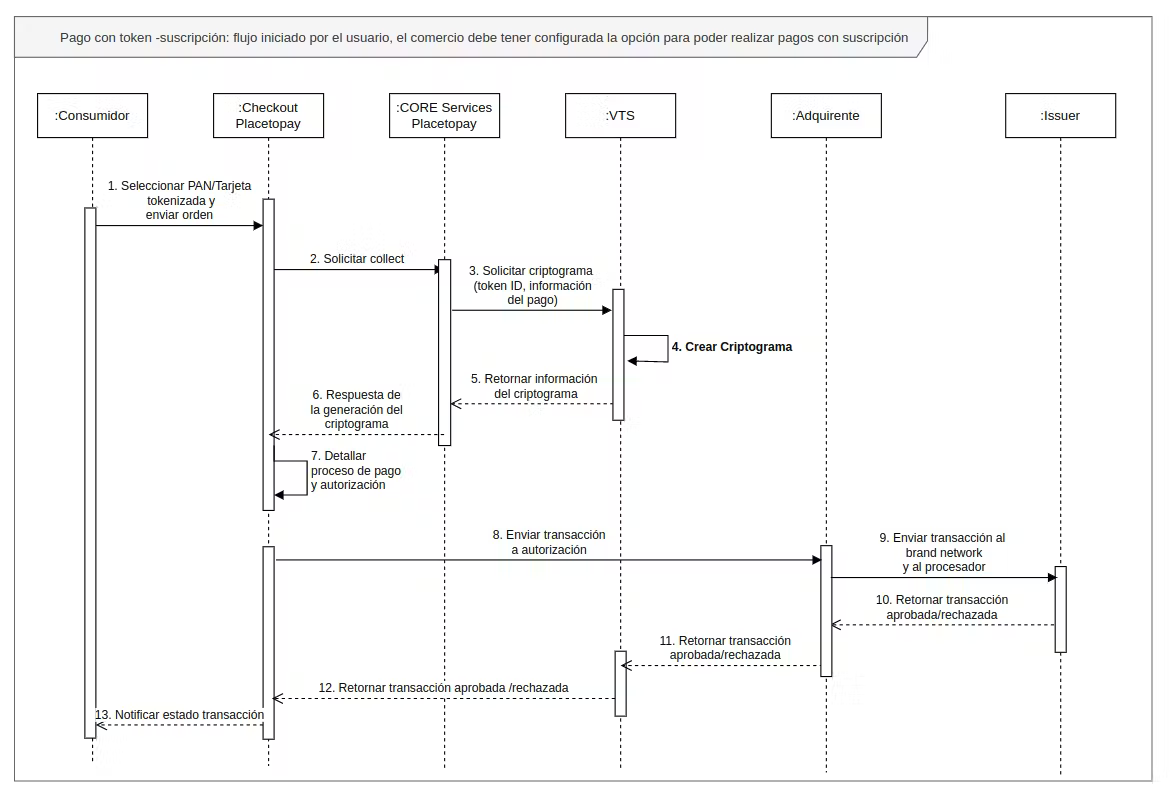 Pago con token -suscripción: flujo iniciado por el usuario, el comercio debe tener configurada la opción para poder realizar pagos con suscripción
:Consumidor
:Checkout
Placetopay
:CORE Services
Placetopay
:VTS
:Adquirente
:Issuer
1. Seleccionar PAN/Tarjeta
tokenizada y
enviar orden
2. Solicitar collect
3. Solicitar criptograma
(token ID, información
del pago)
4. Crear Criptograma
5. Retornar información
del criptograma
6. Respuesta de
la generación del
criptograma
7. Detallar
proceso de pago
y autorización
8. Enviar transacción
a autorización
9. Enviar transacción al
brand network
y al procesador
10. Retornar transacción
aprobada/rechazada
11. Retornar transacción
aprobada/rechazada
12. Retornar transacción aprobada /rechazada
13. Notificar estado transacción